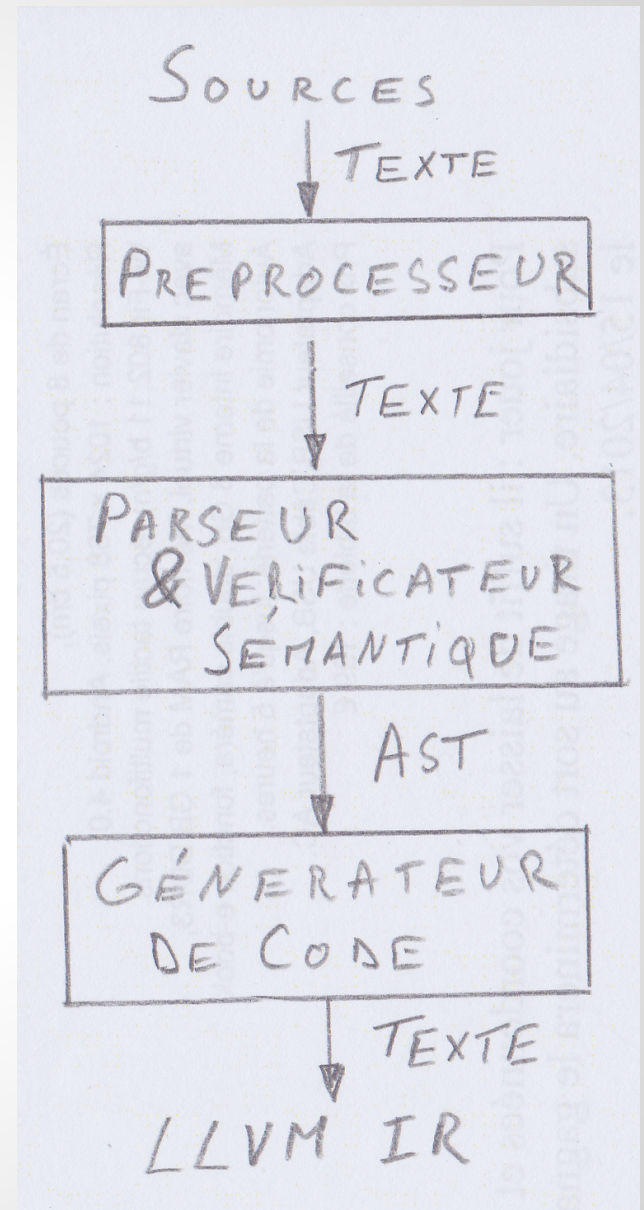 SOURCES
TEXTE
PREPROCESSEUR
TEXTE
PARSEUR
& VERiFiCATEUR
SÉMANTiQUE
AST
GÉNERATEUR
DE CODE
TEXTE
LLVM IR